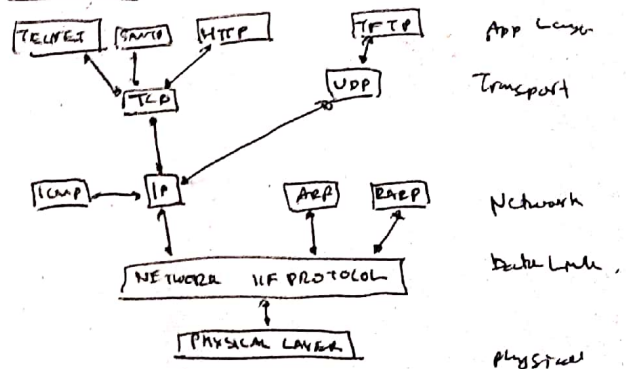 TELNET SMTP HTTP TFTP App Layer
TCP UDP Transport
ICMP IP ARP RARP Network
NETWORK I/F PROTOCOL Data Link.
PHYSICAL LAYER
physical